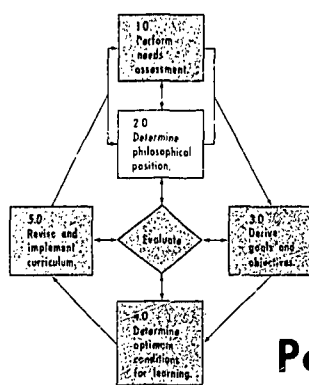 1.0
Perform
needs
assessment.
2.0
Determine
philosophical
position.
5.0
Revise and
implement
curriculum.
Evaluate
3.0
Derive
goals and
objectives.
4.0
Determine
optimum
conditions
for learning.